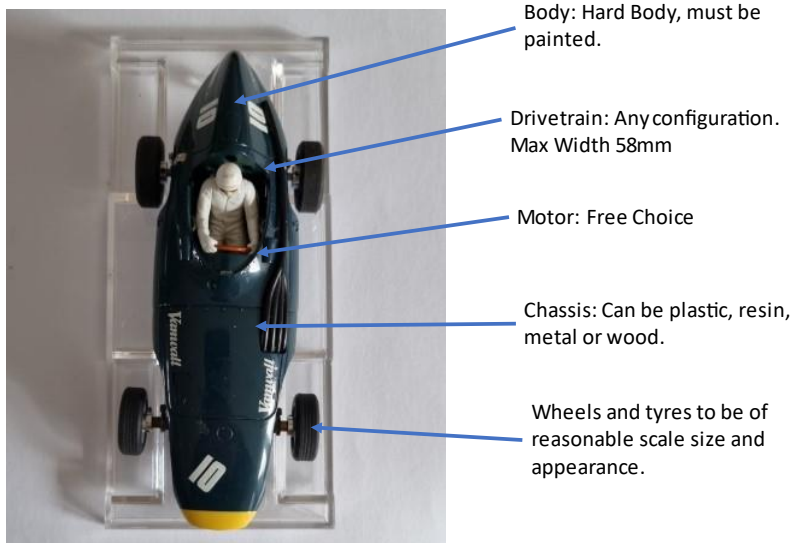 Body: Hard Body, must be
painted.
10
10
Drivetrain: Any configuration.
Max Width 58mm
Motor: Free Choice
Chassis: Can be plastic, resin,
metal or wood.
Vanwall
Vanwall
Wheels and tyres to be of
reasonable scale size and
appearance.
10